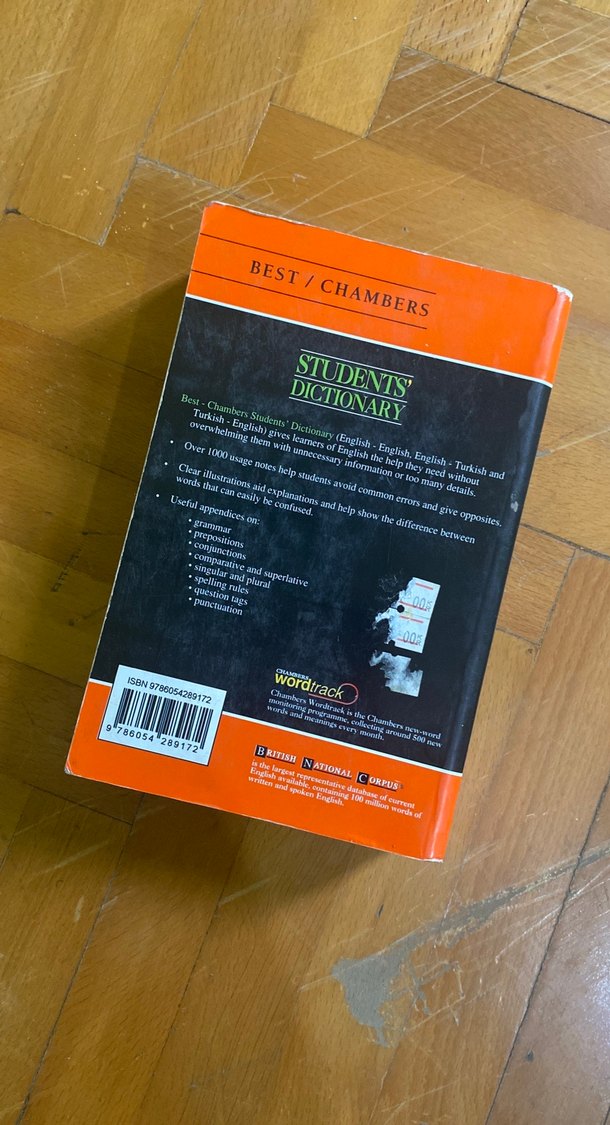 BEST / CHAMBERS
STUDENTS'
DICTIONARY
Best - Chambers Students' Dictionary (English - English, English - Turkish and
Turkish - English) gives learners of English the help they need without
overwhelming them with unnecessary information or too many details.
• Over 1000 usage notes help students avoid common errors and give opposites.
• Clear illustrations aid explanations and help show the difference between
words that can easily be confused.
• Useful appendices on:
• grammar
• prepositions
• conjunctions
• comparative and superlative
• singular and plural
• spelling rules
• question tags
• punctuation
00
00
ISBN 9786054289172
9 786054 289172
CHAMBERS
wordtrack
Chambers Wordtrack is the Chambers new-word
monitoring programme, collecting around 500 new
words and meanings every month.
BRITISH NATIONAL CORPUS
is the largest representative database of current
English available, containing 100 million words of
written and spoken English.